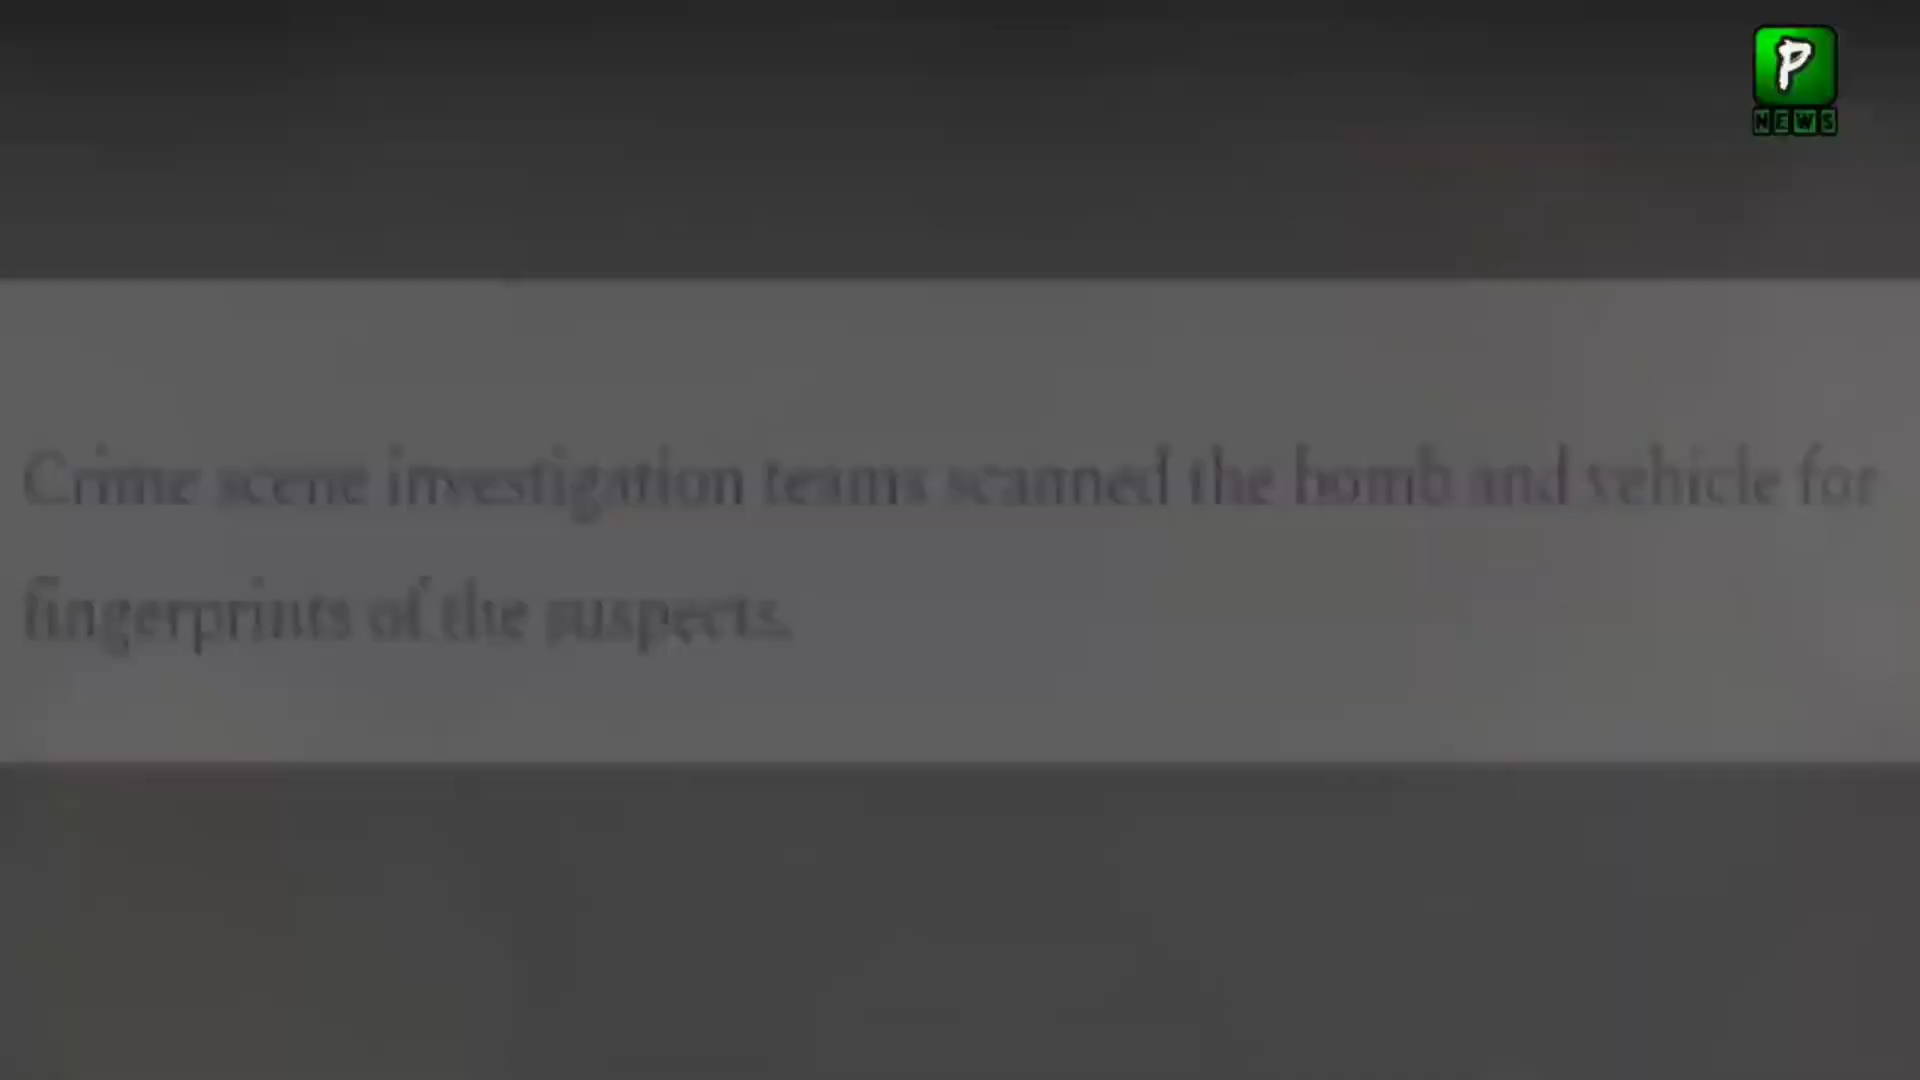 P
NEWS
Crime scene investigation teams scanned the bomb and vehicle for
fingerprints of the suspects.